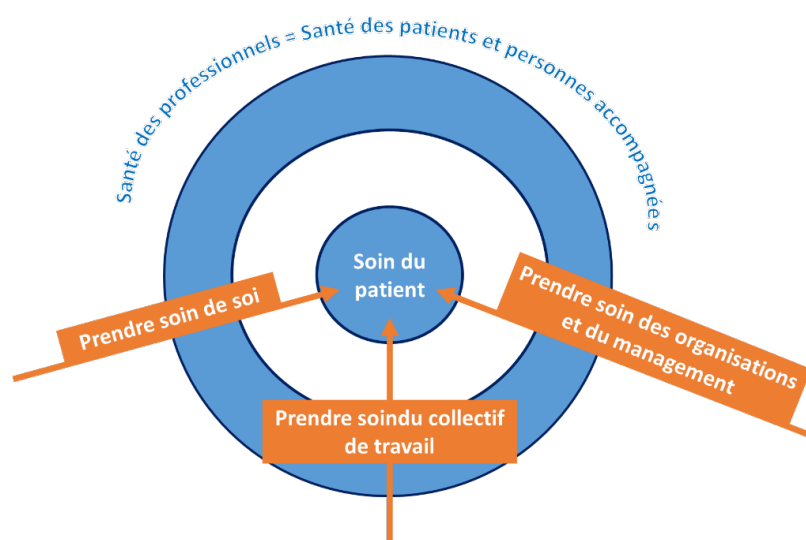 Santé des professionnels = Santé des patients et personnes accompagnées
Soin du
patient
Prendre soin de soi
Prendre soin des organisations
et du management
Prendre soindu collectif
de travail